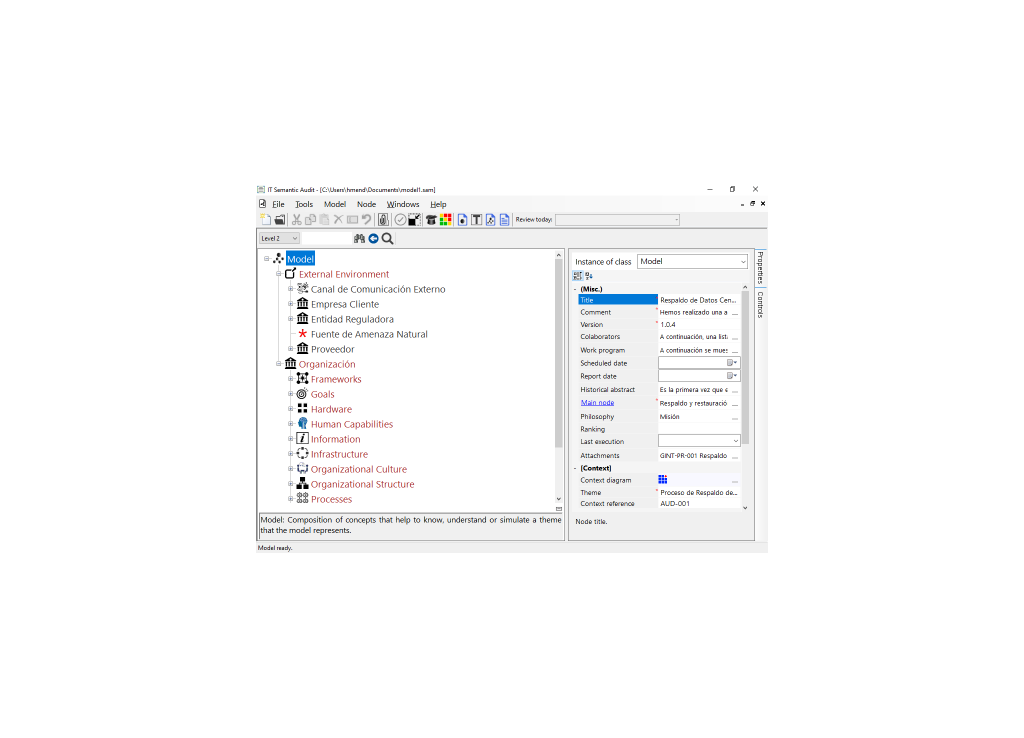 IT Semantic Audit - [C:\Users\hmend\Documents\model1.sam]
File Tools Model Node Windows Help
Review today:
Level 2
Model
External Environment
Canal de Comunicación Externo
Empresa Cliente
Entidad Reguladora
Fuente de Amenaza Natural
Proveedor
Organización
Frameworks
Goals
Hardware
Human Capabilities
Information
Infrastructure
Organizational Culture
Organizational Structure
Processes
Model: Composition of concepts that help to know, understand or simulate a theme
that the model represents.
Model ready.
Instance of class Model
(Misc.)
Title Respaldo de Datos Cen...
Comment * Hemos realizado una a ...
Version * 1.0.4
Colaborators A continuación, una list: ...
Work program A continuación se mues ...
Scheduled date
Report date
Historical abstract Es la primera vez que e ...
Main node * Respaldo y restauració ...
Philosophy Misión ...
Ranking
Last execution
Attachments GINT-PR-001 Respaldo ...
(Context)
Context diagram ...
Theme * Proceso de Respaldo de...
Context reference AUD-001
Node title.
Properties
Controls